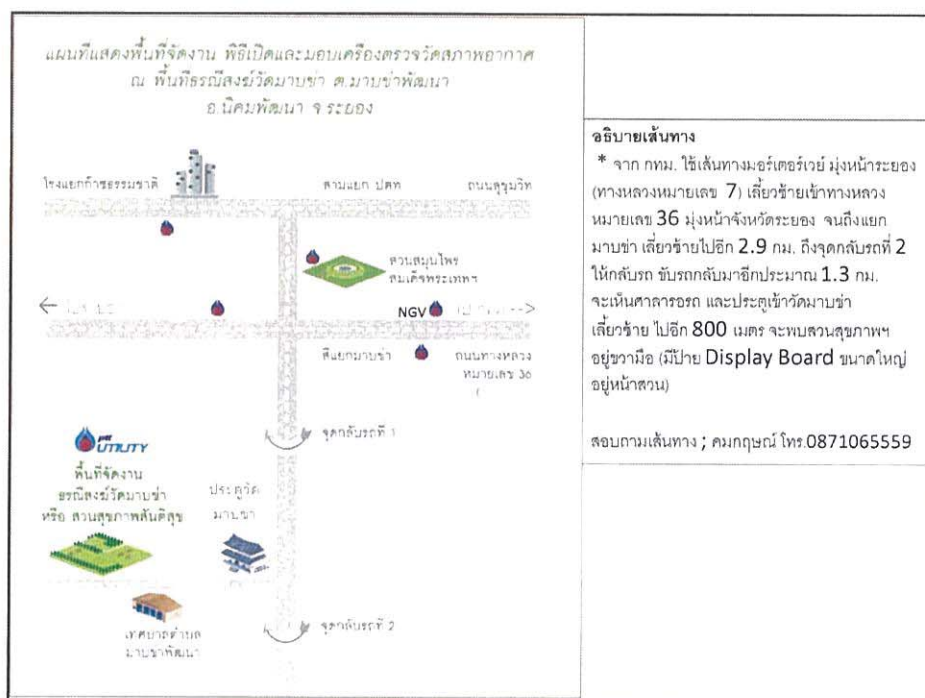 แผนที่แสดงพื้นที่จัดงาน พิธีเปิดและมอบเครื่องตรวจวัดสภาพอากาศ
ณ พื้นที่ธรณีสงฆ์วัดมาบข่า ต.มาบข่าพัฒนา
อ.นิคมพัฒนา จ.ระยอง
โรงแยกก๊าซธรรมชาติ
สามแยก ปตท
ถนนสุขุมวิท
สวนสมุนไพร
สมเด็จพระเทพฯ
NGV
สี่แยกมาบข่า
ถนนทางหลวง
หมายเลข 36
จุดกลับรถที่ 1
ptt
UTILITY
พื้นที่จัดงาน
ธรณีสงฆ์วัดมาบข่า
หรือ สวนสุขภาพสันติสุข
ประตูวัด
มาบข่า
เทศบาลตำบล
มาบข่าพัฒนา
จุดกลับรถที่ 2
อธิบายเส้นทาง
* จาก กทม. ใช้เส้นทางมอร์เตอร์เวย์ มุ่งหน้าระยอง
(ทางหลวงหมายเลข 7) เลี้ยวซ้ายเข้าทางหลวง
หมายเลข 36 มุ่งหน้าจังหวัดระยอง จนถึงแยก
มาบข่า เลี้ยวซ้ายไปอีก 2.9 กม. ถึงจุดกลับรถที่ 2
ให้กลับรถ ขับรถกลับมาอีกประมาณ 1.3 กม.
จะเห็นศาลารอรถ และประตูเข้าวัดมาบข่า
เลี้ยวซ้าย ไปอีก 800 เมตร จะพบสวนสุขภาพฯ
อยู่ขวามือ (มีป้าย Display Board ขนาดใหญ่
อยู่หน้าสวน)
สอบถามเส้นทาง ; คมกฤษณ์ โทร.0871065559